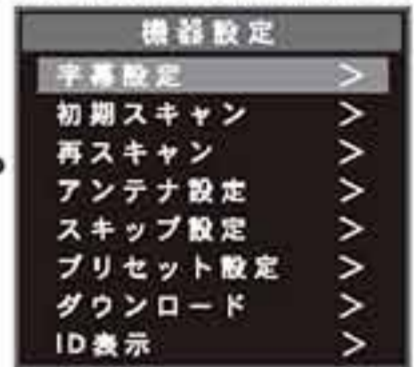 機器設定
字幕設定 >
初期スキャン >
再スキャン >
アンテナ設定 >
スキップ設定 >
プリセット設定 >
ダウンロード >
ID表示 >